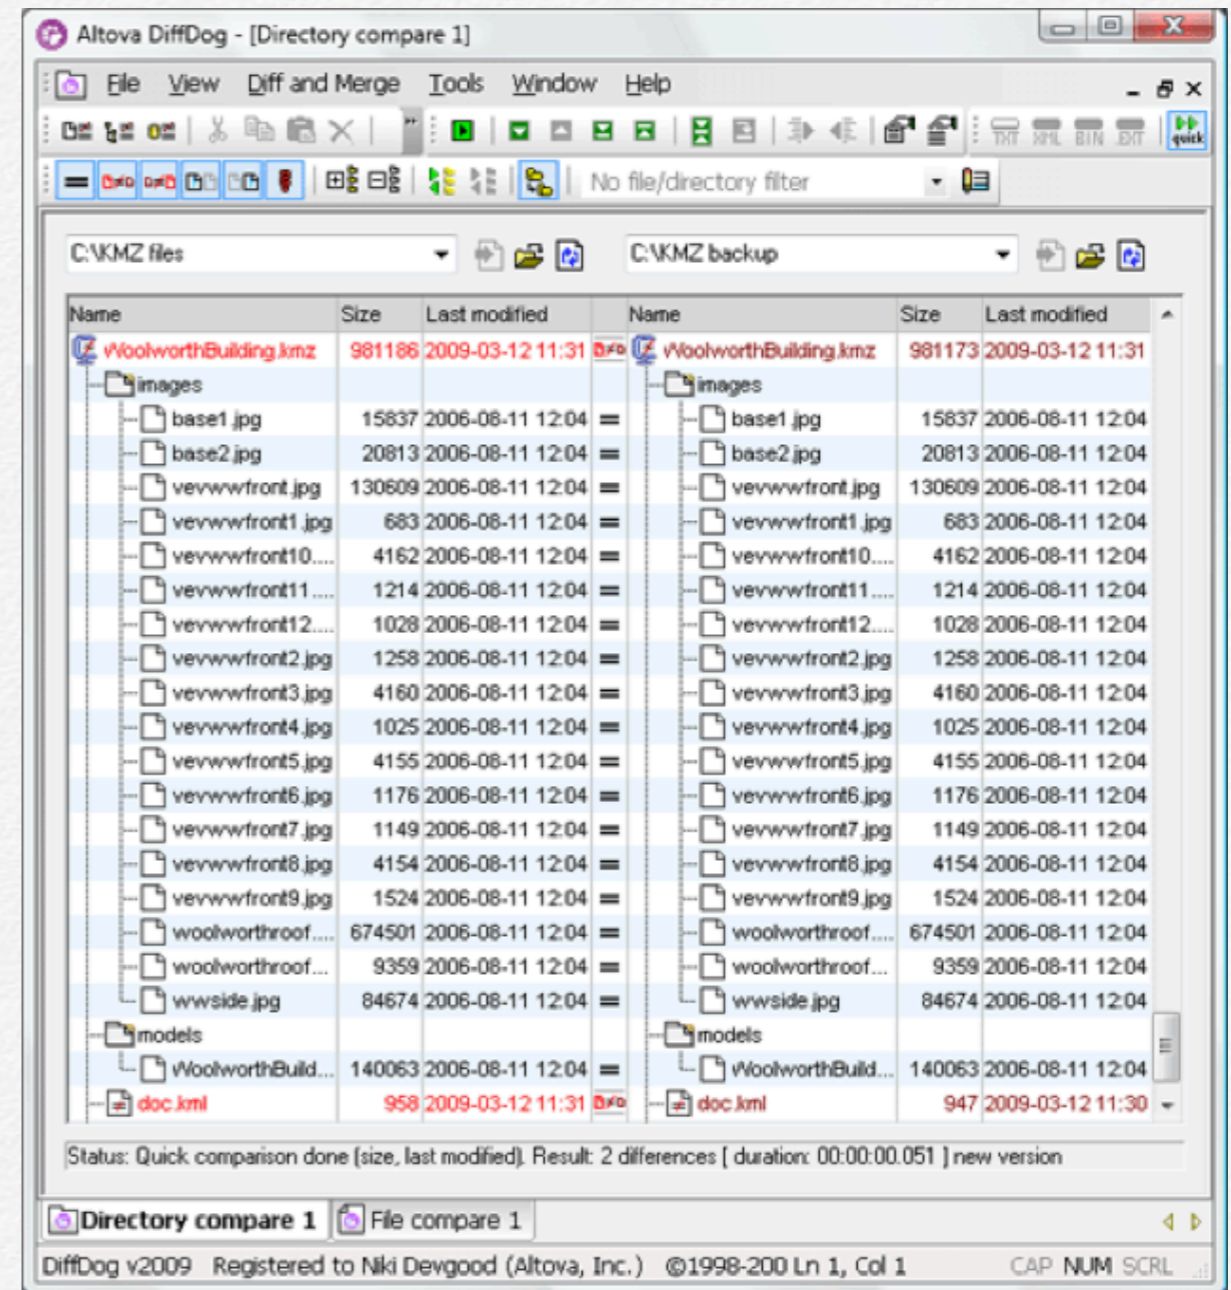 Altova DiffDog - [Directory compare 1]
File View Diff and Merge Tools Window Help
TXT XML BIN .EXT quick
No file/directory filter
C:\KMZ files C:\KMZ backup
Name Size Last modified Name Size Last modified
WoolworthBuilding.kmz 981186 2009-03-12 11:31 WoolworthBuilding.kmz 981173 2009-03-12 11:31
images images
base1.jpg 15837 2006-08-11 12:04 = base1.jpg 15837 2006-08-11 12:04
base2.jpg 20813 2006-08-11 12:04 = base2.jpg 20813 2006-08-11 12:04
vevwwfront.jpg 130609 2006-08-11 12:04 = vevwwfront.jpg 130609 2006-08-11 12:04
vevwwfront1.jpg 683 2006-08-11 12:04 = vevwwfront1.jpg 683 2006-08-11 12:04
vevwwfront10.... 4162 2006-08-11 12:04 = vevwwfront10.... 4162 2006-08-11 12:04
vevwwfront11.... 1214 2006-08-11 12:04 = vevwwfront11.... 1214 2006-08-11 12:04
vevwwfront12.... 1028 2006-08-11 12:04 = vevwwfront12.... 1028 2006-08-11 12:04
vevwwfront2.jpg 1258 2006-08-11 12:04 = vevwwfront2.jpg 1258 2006-08-11 12:04
vevwwfront3.jpg 4160 2006-08-11 12:04 = vevwwfront3.jpg 4160 2006-08-11 12:04
vevwwfront4.jpg 1025 2006-08-11 12:04 = vevwwfront4.jpg 1025 2006-08-11 12:04
vevwwfront5.jpg 4155 2006-08-11 12:04 = vevwwfront5.jpg 4155 2006-08-11 12:04
vevwwfront6.jpg 1176 2006-08-11 12:04 = vevwwfront6.jpg 1176 2006-08-11 12:04
vevwwfront7.jpg 1149 2006-08-11 12:04 = vevwwfront7.jpg 1149 2006-08-11 12:04
vevwwfront8.jpg 4154 2006-08-11 12:04 = vevwwfront8.jpg 4154 2006-08-11 12:04
vevwwfront9.jpg 1524 2006-08-11 12:04 = vevwwfront9.jpg 1524 2006-08-11 12:04
woolworthroof.... 674501 2006-08-11 12:04 = woolworthroof.... 674501 2006-08-11 12:04
woolworthroof... 9359 2006-08-11 12:04 = woolworthroof... 9359 2006-08-11 12:04
wwside.jpg 84674 2006-08-11 12:04 = wwside.jpg 84674 2006-08-11 12:04
models models
WoolworthBuild... 140063 2006-08-11 12:04 = WoolworthBuild... 140063 2006-08-11 12:04
doc.kml 958 2009-03-12 11:31 doc.kml 947 2009-03-12 11:30
Status: Quick comparison done (size, last modified). Result: 2 differences [ duration: 00:00:00.051 ] new version
Directory compare 1 File compare 1
DiffDog v2009 Registered to Niki Devgood (Altova, Inc.) ©1998-200 Ln 1, Col 1 CAP NUM SCRL